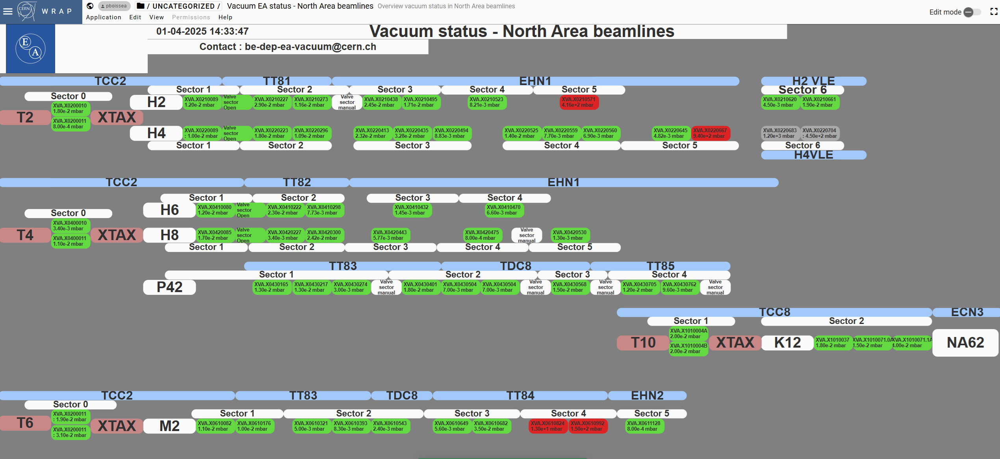 CERN
W R A P
pboissea
/ UNCATEGORIZED /
Vacuum EA status - North Area beamlines
Overview vacuum status in North Area beamlines
Application Edit View Permissions Help
Edit mode
E
A
01-04-2025 14:33:47
Vacuum status - North Area beamlines
Contact : be-dep-ea-vacuum@cern.ch
TCC2 TT81 EHN1 H2 VLE
Sector 1 Sector 2 Sector 3 Sector 4 Sector 5 Sector 6
Sector 0
H2
XVA.X0210089
1.20e-2 mbar
Valve
sector
Open
XVA.X0210227
2.90e-2 mbar
XVA.X0210273
1.16e-2 mbar
Valve
sector
manual
XVA.X0210438
2.45e-2 mbar
XVA.X0210495
1.71e-2 mbar
XVA.X0210523
8.21e-3 mbar
XVA.X0210571
4.16e+2 mbar
XVA.X0210620
4.50e-3 mbar
XVA.X0210661
1.90e-2 mbar
T2
XVA.X0200010
1.80e-2 mbar
XVA.X0200011
8.00e-4 mbar
XTAX
H4
XVA.X0220089
: 1.00e-2 mbar
Valve
sector
Open
XVA.X0220223
1.80e-2 mbar
XVA.X0220296
1.09e-2 mbar
XVA.X0220413
2.32e-2 mbar
XVA.X0220435
3.28e-2 mbar
XVA.X0220494
8.83e-3 mbar
XVA.X0220525
1.40e-2 mbar
XVA.X0220559
7.70e-3 mbar
XVA.X0220560
6.90e-3 mbar
XVA.X0220645
4.82e-3 mbar
XVA.X0220667
9.40e+2 mbar
XVA.X0220683
1.20e+3 mbar
XVA.X0220704
: 4.50e+2 mbar
Sector 1 Sector 2 Sector 3 Sector 4 Sector 5 Sector 6
H4VLE
TCC2 TT82 EHN1
Sector 1 Sector 2 Sector 3 Sector 4
Sector 0
H6
XVA.X0410080
1.20e-2 mbar
Valve
sector
Open
XVA.X0410222
2.30e-2 mbar
XVA.X0410298
7.73e-3 mbar
XVA.X0410432
1.45e-3 mbar
XVA.X0410470
6.60e-3 mbar
T4
XVA.X0400010
3.40e-3 mbar
XVA.X0400011
1.10e-2 mbar
XTAX
H8
XVA.X0420085
1.70e-2 mbar
Valve
sector
Open
XVA.X0420227
3.40e-3 mbar
XVA.X0420300
2.42e-2 mbar
XVA.X0420443
5.77e-3 mbar
XVA.X0420475
8.00e-4 mbar
Valve
sector
manual
XVA.X0420530
1.30e-3 mbar
Sector 1 Sector 2 Sector 3 Sector 4 Sector 5
TT83 TDC8 TT85
Sector 1 Sector 2 Sector 3 Sector 4
P42
XVA.X0430165
1.30e-2 mbar
XVA.X0430217
1.30e-2 mbar
XVA.X0430274
3.00e-3 mbar
Valve
sector
manual
XVA.X0430401
1.80e-2 mbar
XVA.X0430504
7.00e-3 mbar
XVA.X0430504
7.00e-3 mbar
Valve
sector
manual
XVA.X0430568
1.50e-2 mbar
Valve
sector
manual
XVA.X0430705
1.20e-2 mbar
XVA.X0430762
9.60e-3 mbar
Valve
sector
manual
TCC8 ECN3
Sector 1 Sector 2
T10
XVA.X1010004A
2.00e-2 mbar
XVA.X1010004B
2.00e-2 mbar
XTAX
K12
XVA.X1010037
1.80e-2 mbar
XVA.X1010071.0A
1.50e-2 mbar
XVA.X1010071.1A
4.00e-2 mbar
NA62
TCC2 TT83 TDC8 TT84 EHN2
Sector 0
Sector 1 Sector 2 Sector 3 Sector 4 Sector 5
T6
XVA.X0200011
: 1.90e-2 mbar
XVA.X0200011
: 3.10e-2 mbar
XTAX
M2
XVA.X0610082
1.10e-2 mbar
XVA.X0610176
1.00e-2 mbar
XVA.X0610321
5.00e-3 mbar
XVA.X0610393
8.30e-3 mbar
XVA.X0610543
2.40e-3 mbar
XVA.X0610649
5.60e-3 mbar
XVA.X0610682
3.50e-2 mbar
XVA.X0610824
1.30e+1 mbar
XVA.X0610992
1.50e+2 mbar
XVA.X0611128
8.00e-4 mbar